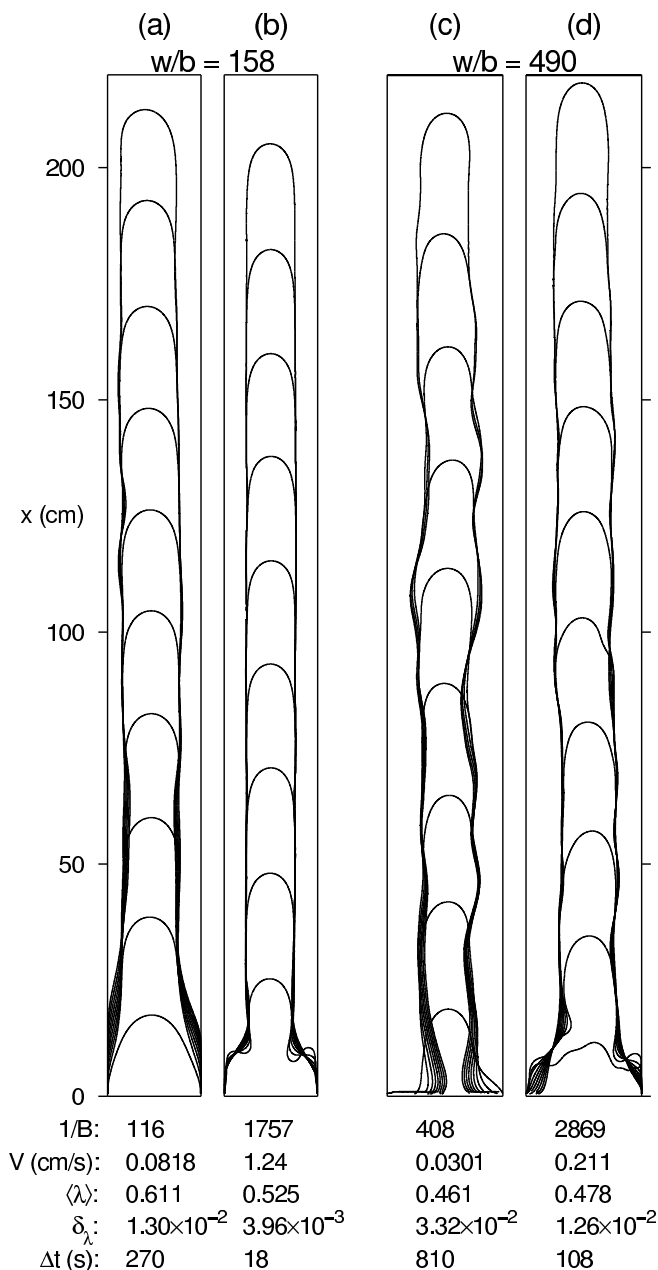 (a) (b) (c) (d)
w/b = 158 w/b = 490
200
150
x (cm)
100
50
0
1/B: 116 1757 408 2869
V (cm/s): 0.0818 1.24 0.0301 0.211
⟨λ⟩: 0.611 0.525 0.461 0.478
δλ: 1.30×10⁻² 3.96×10⁻³ 3.32×10⁻² 1.26×10⁻²
Δt (s): 270 18 810 108